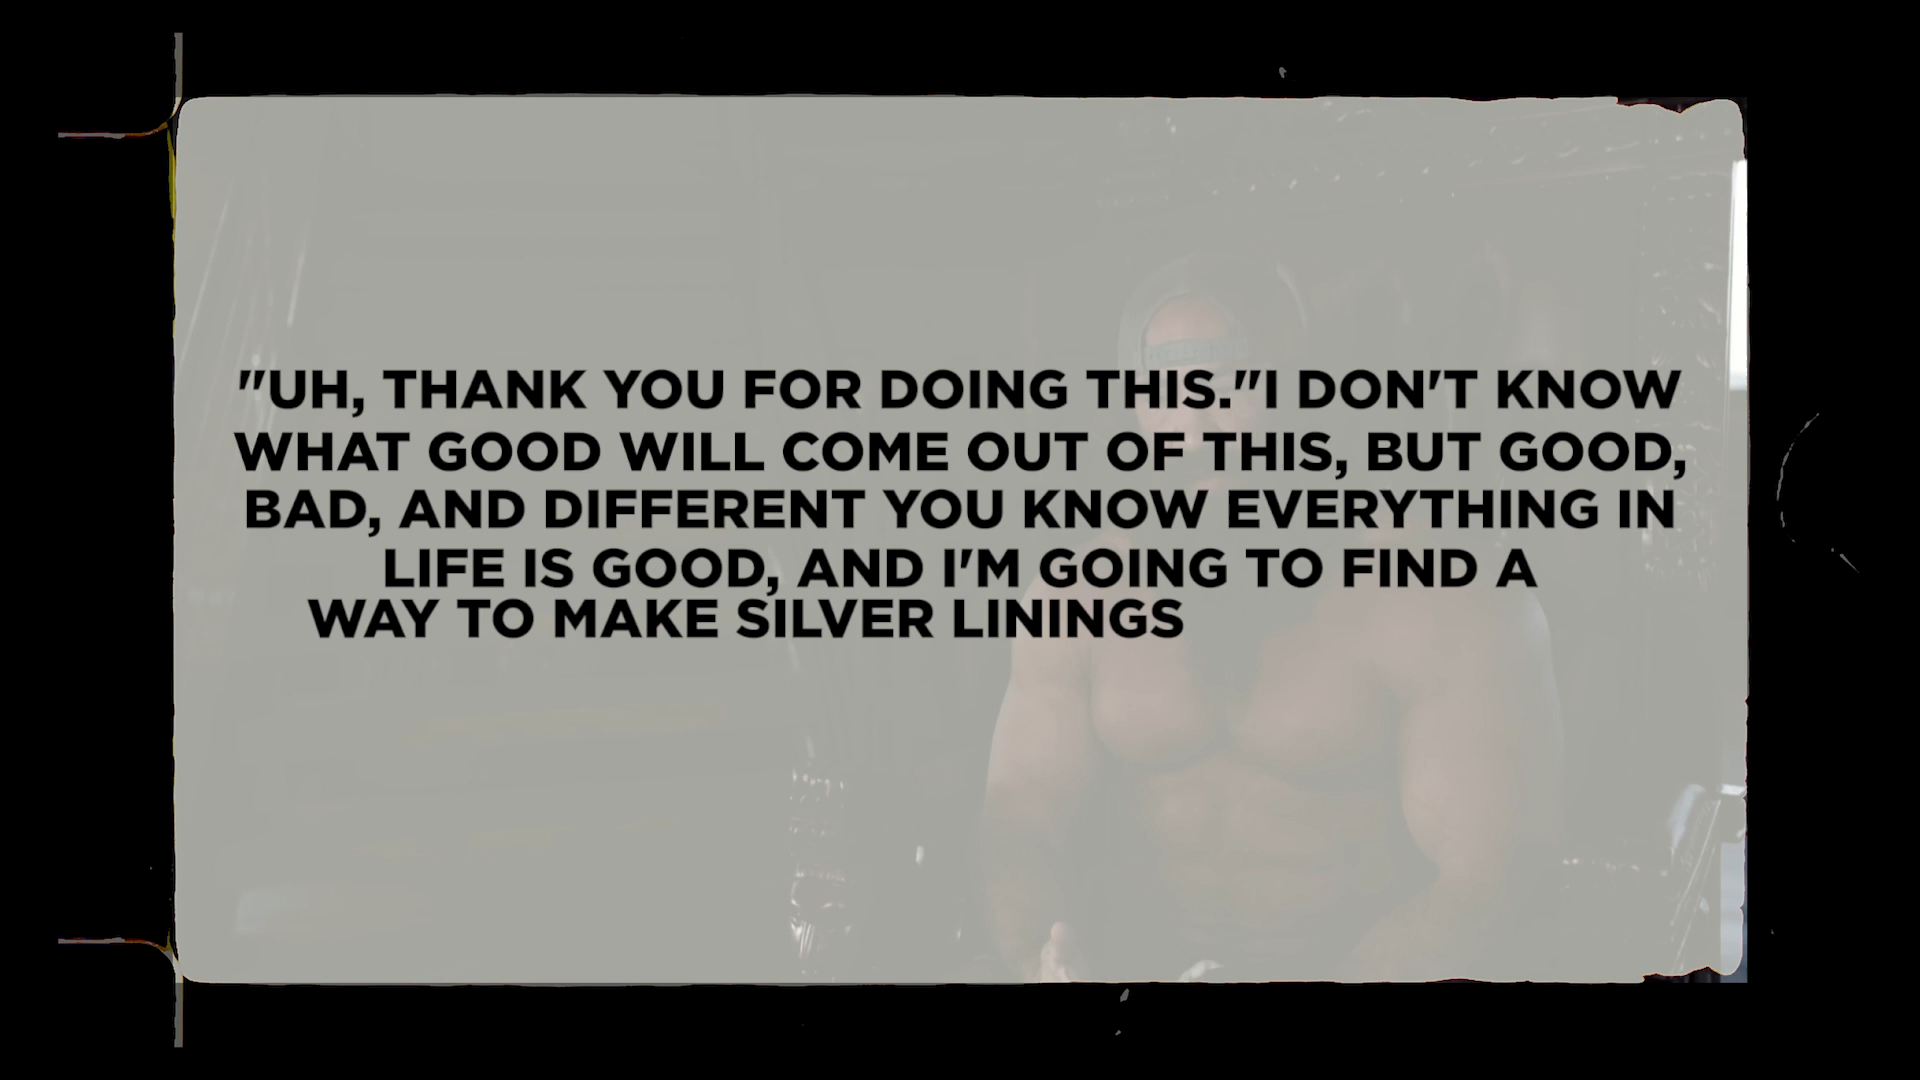 "UH, THANK YOU FOR DOING THIS."I DON'T KNOW
WHAT GOOD WILL COME OUT OF THIS, BUT GOOD,
BAD, AND DIFFERENT YOU KNOW EVERYTHING IN
LIFE IS GOOD, AND I'M GOING TO FIND A
WAY TO MAKE SILVER LININGS